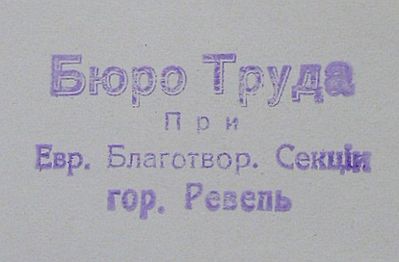 Бюро Труда
При
Евр. Благотвор. Секціи
гор. Ревель